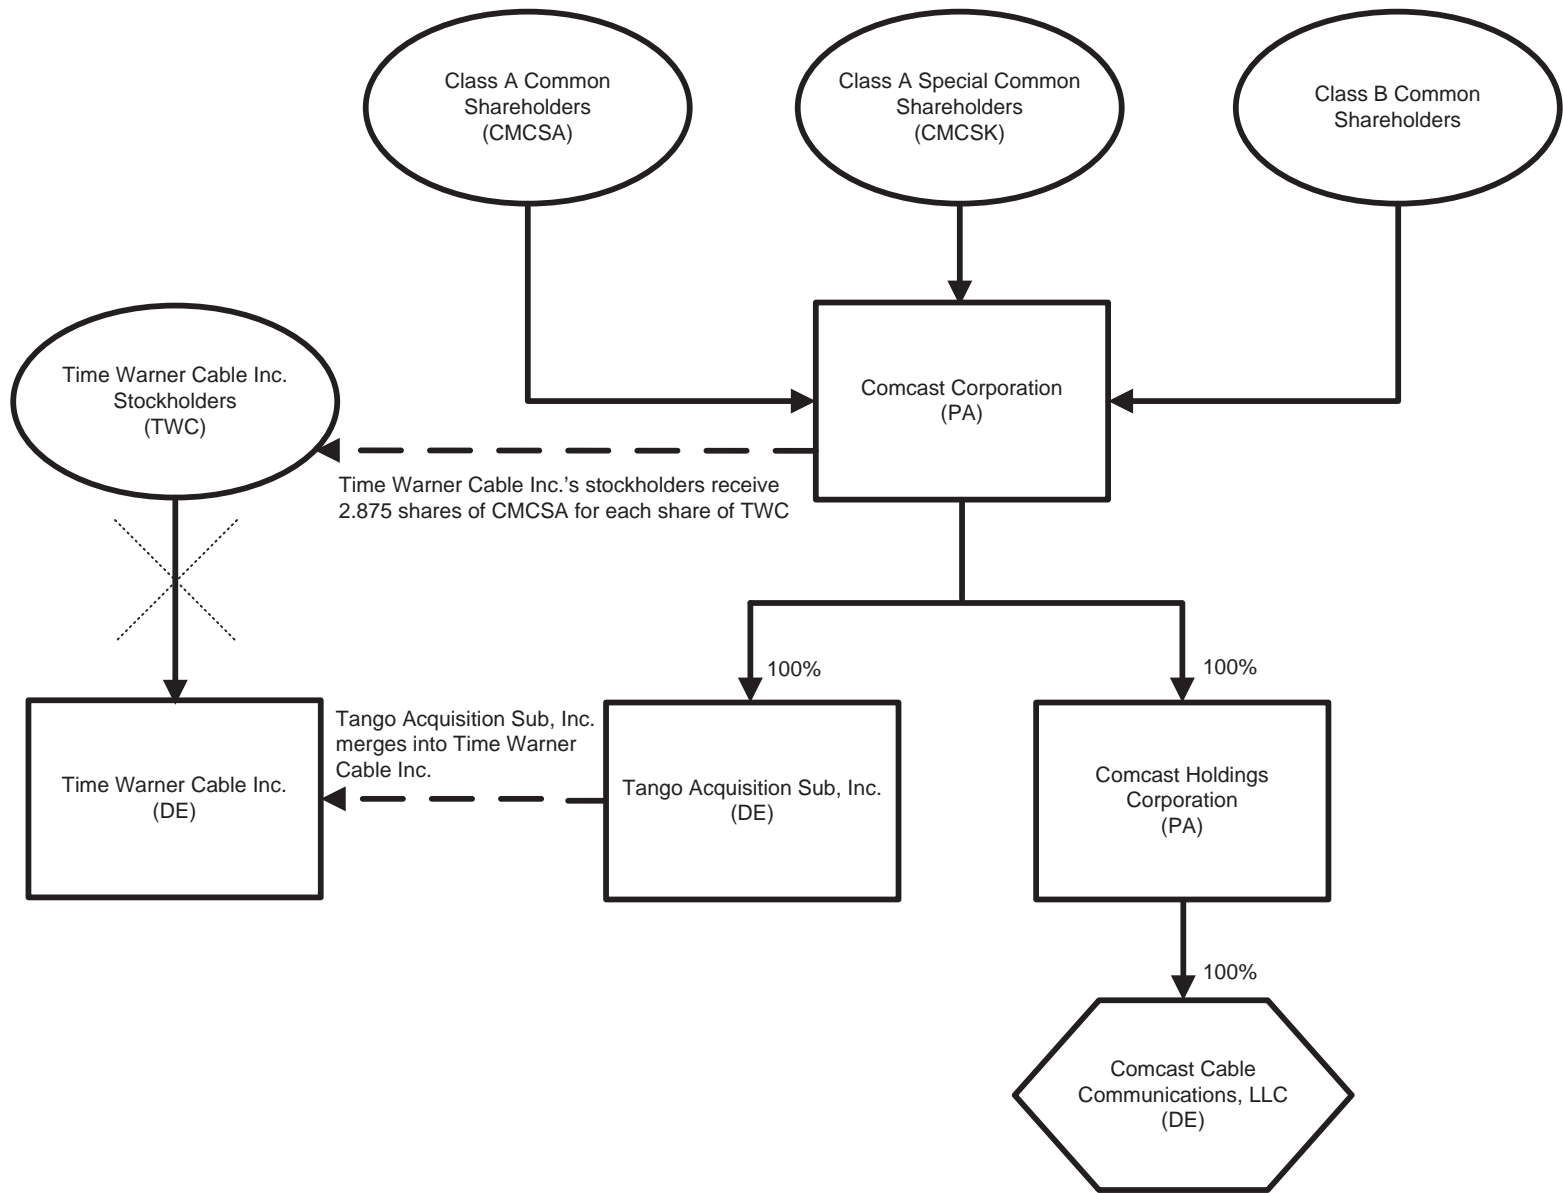 Class A Common
Shareholders
(CMCSA)
Class A Special Common
Shareholders
(CMCSK)
Class B Common
Shareholders
Time Warner Cable Inc.
Stockholders
(TWC)
Comcast Corporation
(PA)
Time Warner Cable Inc.'s stockholders receive
2.875 shares of CMCSA for each share of TWC
100%
100%
Time Warner Cable Inc.
(DE)
Tango Acquisition Sub, Inc.
merges into Time Warner
Cable Inc.
Tango Acquisition Sub, Inc.
(DE)
Comcast Holdings
Corporation
(PA)
100%
Comcast Cable
Communications, LLC
(DE)